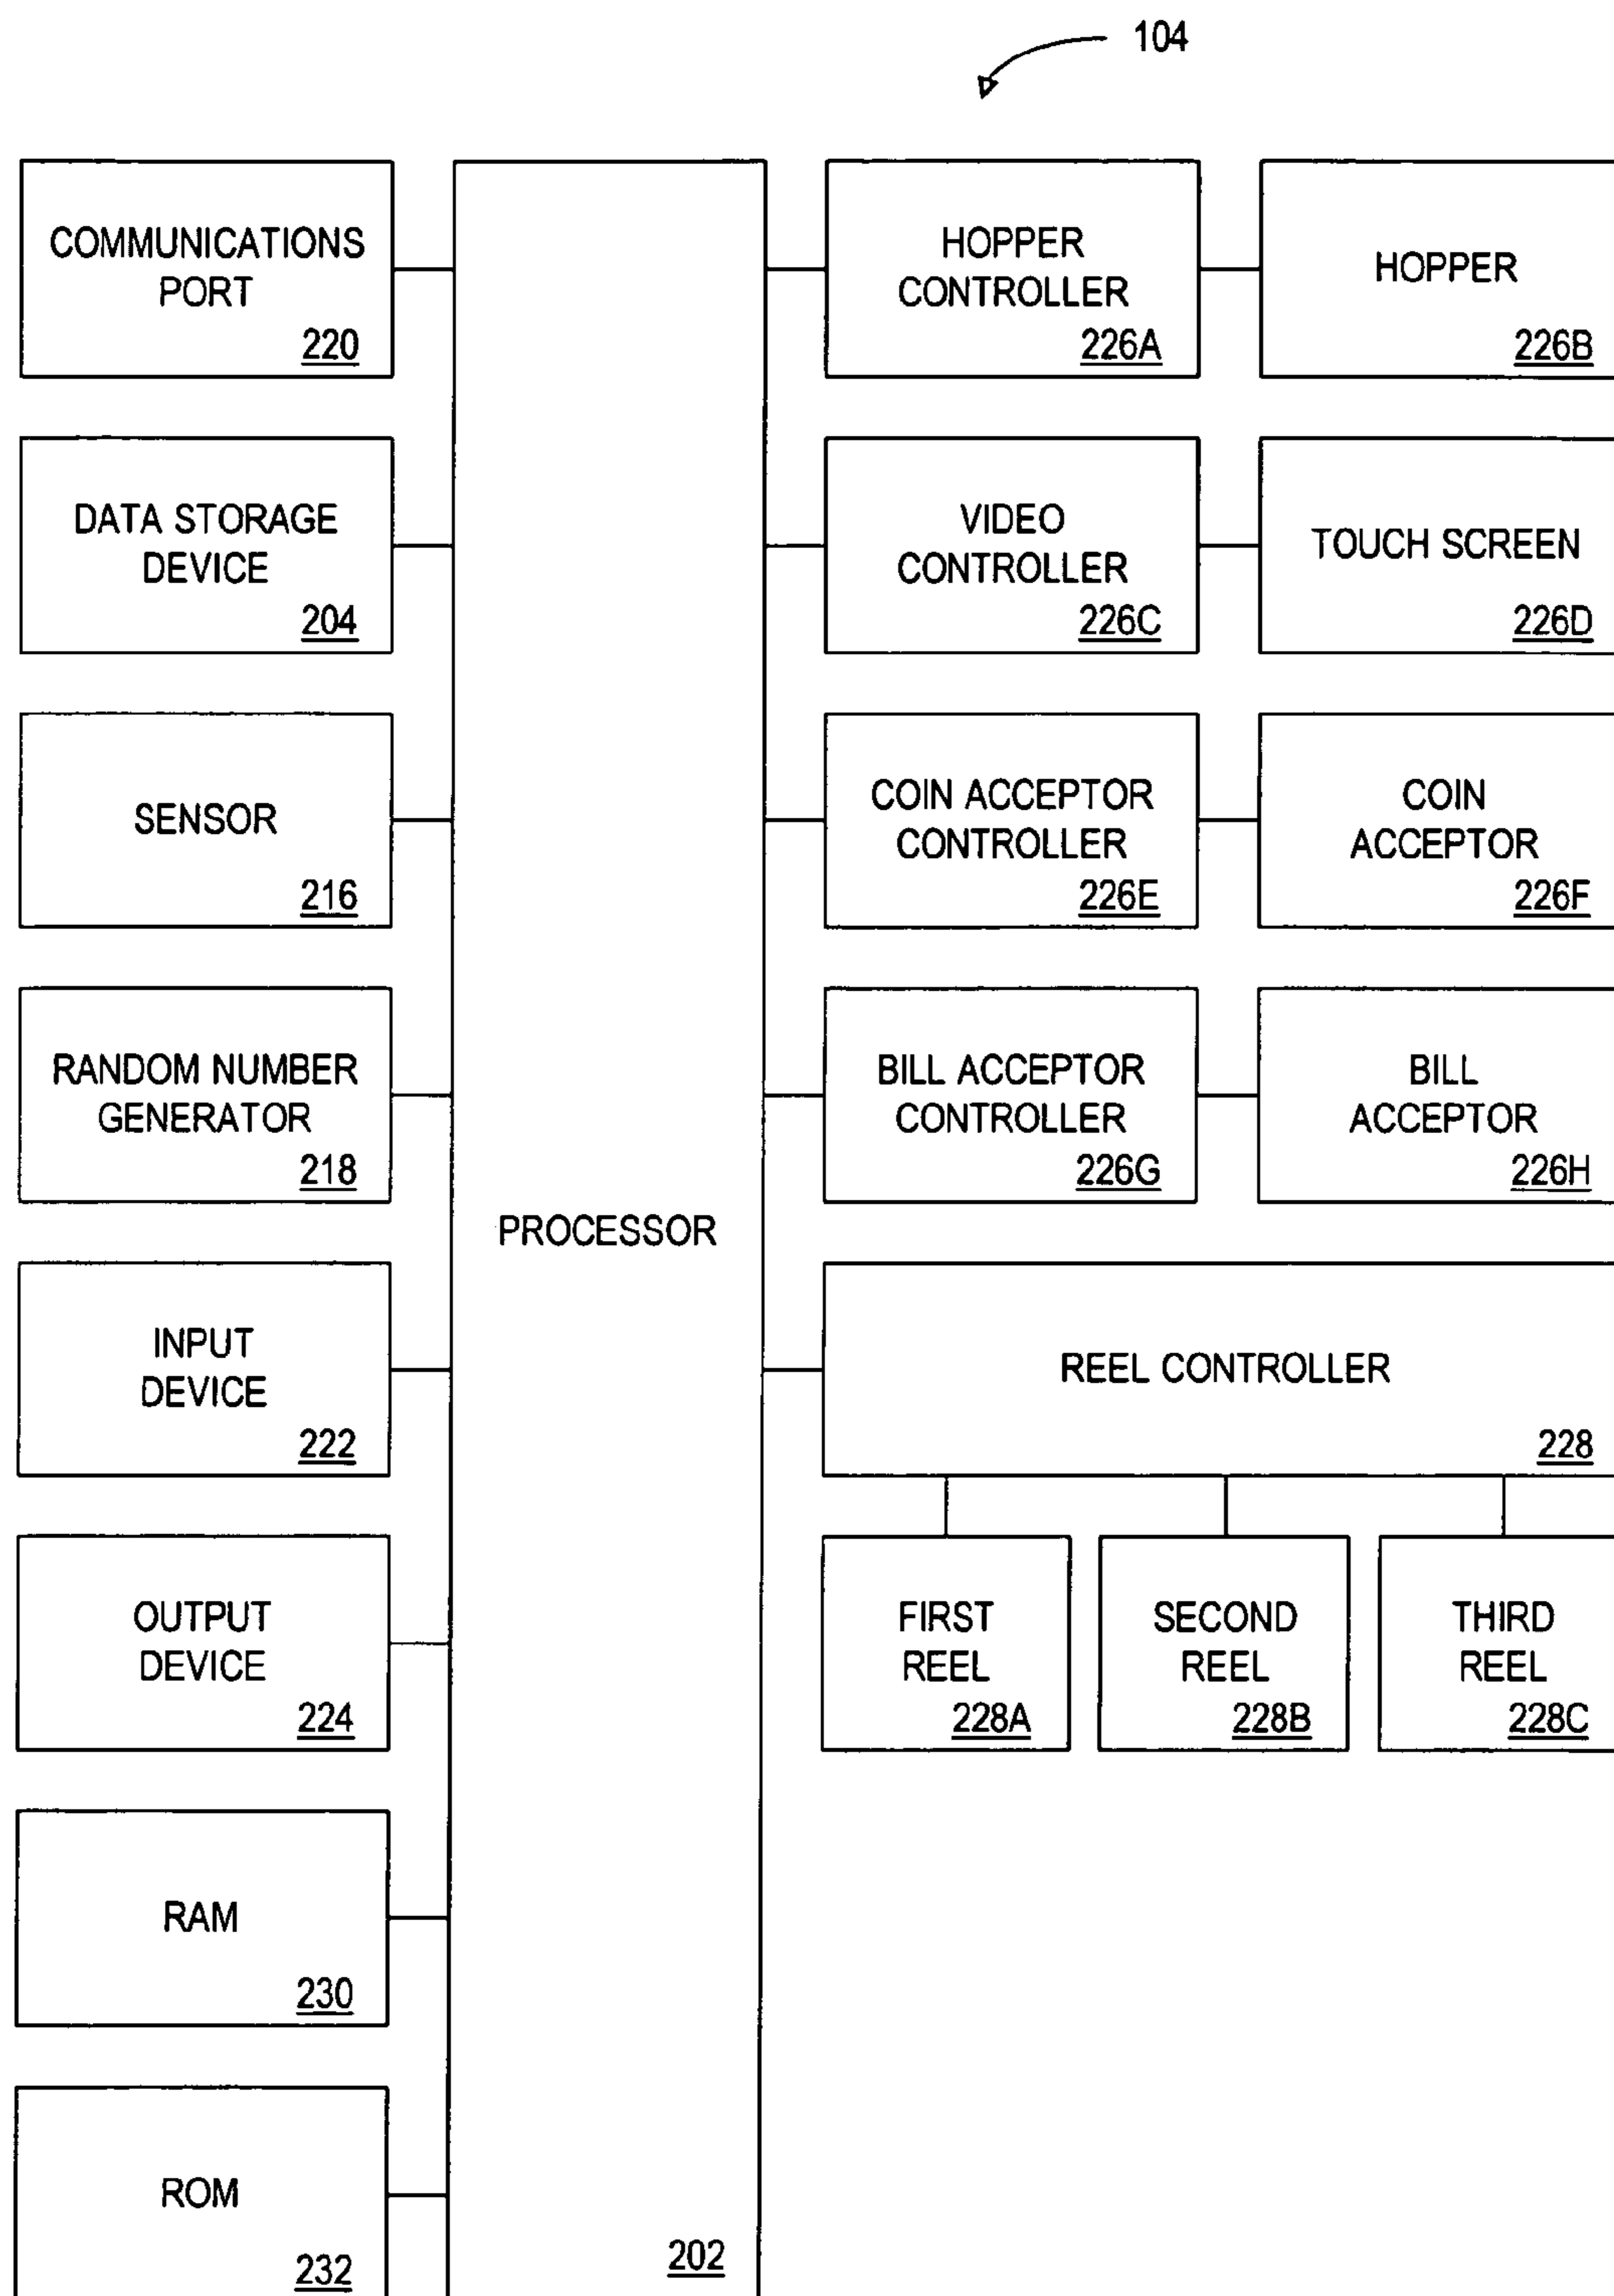 104
COMMUNICATIONS
PORT
220
DATA STORAGE
DEVICE
204
SENSOR
216
RANDOM NUMBER
GENERATOR
218
INPUT
DEVICE
222
OUTPUT
DEVICE
224
RAM
230
ROM
232
PROCESSOR
202
HOPPER
CONTROLLER
226A
HOPPER
226B
VIDEO
CONTROLLER
226C
TOUCH SCREEN
226D
COIN ACCEPTOR
CONTROLLER
226E
COIN
ACCEPTOR
226F
BILL ACCEPTOR
CONTROLLER
226G
BILL
ACCEPTOR
226H
REEL CONTROLLER
228
FIRST
REEL
228A
SECOND
REEL
228B
THIRD
REEL
228C